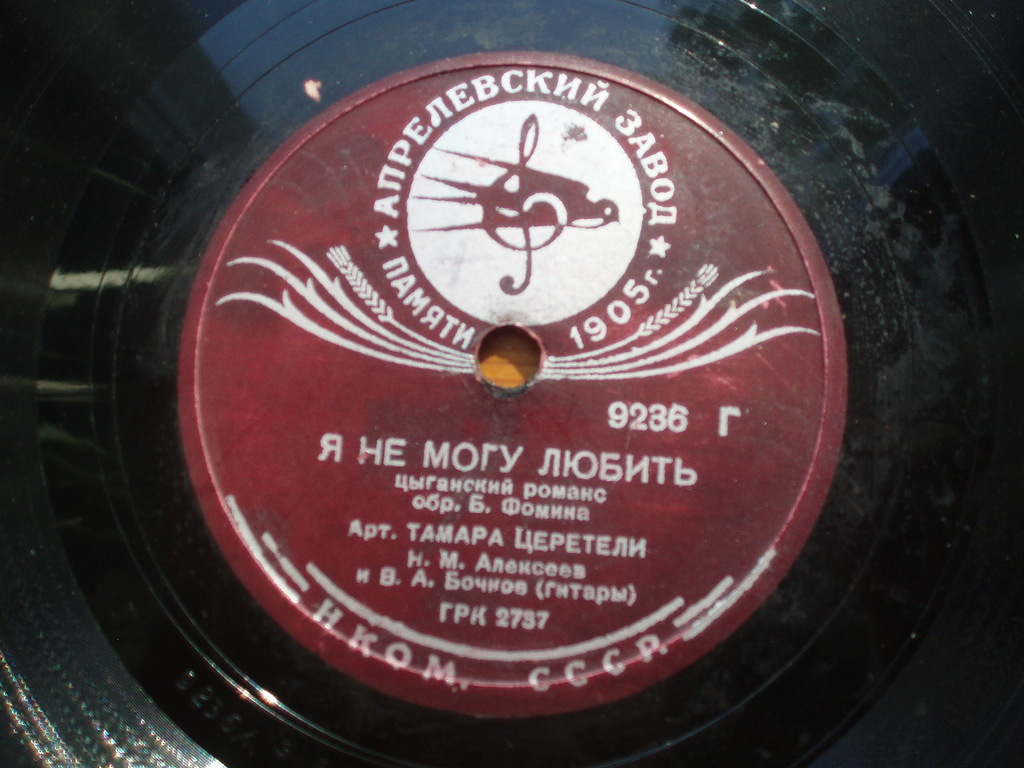 ★ АПРЕЛЕВСКИЙ ЗАВОД ★
ПАМЯТИ 1905 г.
9236 Г
Я НЕ МОГУ ЛЮБИТЬ
цыганский романс
обр. Б. Фомина
Арт. ТАМАРА ЦЕРЕТЕЛИ
Н. М. Алексеев
и В. А. Бочков (гитары)
ГРК 2737
НКОМ. СССР.